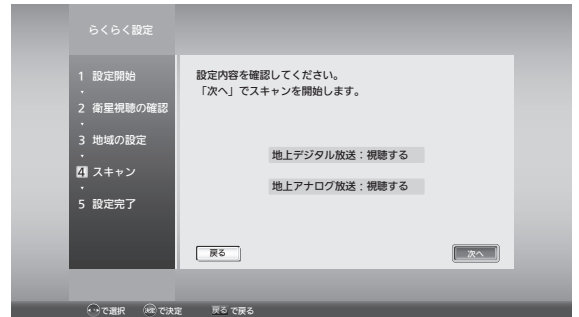 らくらく設定
1 設定開始
2 衛星視聴の確認
3 地域の設定
4 スキャン
5 設定完了
設定内容を確認してください。
「次へ」でスキャンを開始します。
地上デジタル放送：視聴する
地上アナログ放送：視聴する
戻る
次へ
で選択 決定 で決定 戻る で戻る